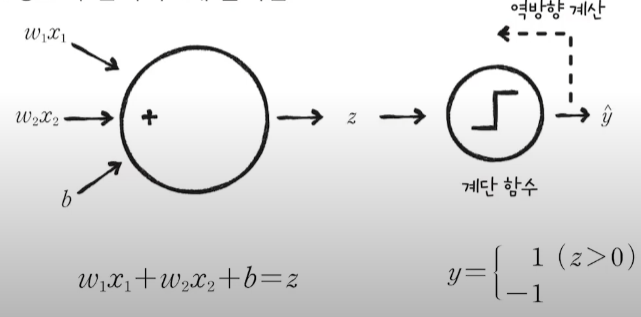 역방향 계산
w₁x₁
w₂x₂
+
z
ŷ
b
계단 함수
w₁x₁+w₂x₂+b=z
y={ 1 (z>0)
−1